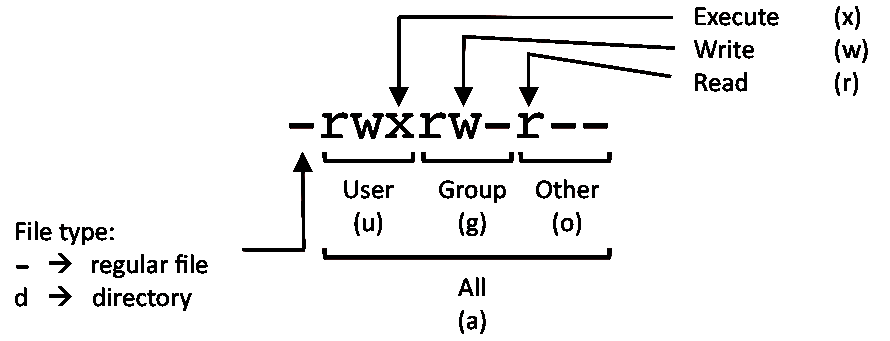 Execute (x)
Write (w)
Read (r)
-rwxrw-r--
User Group Other
(u) (g) (o)
File type:
- → regular file
d → directory
All
(a)